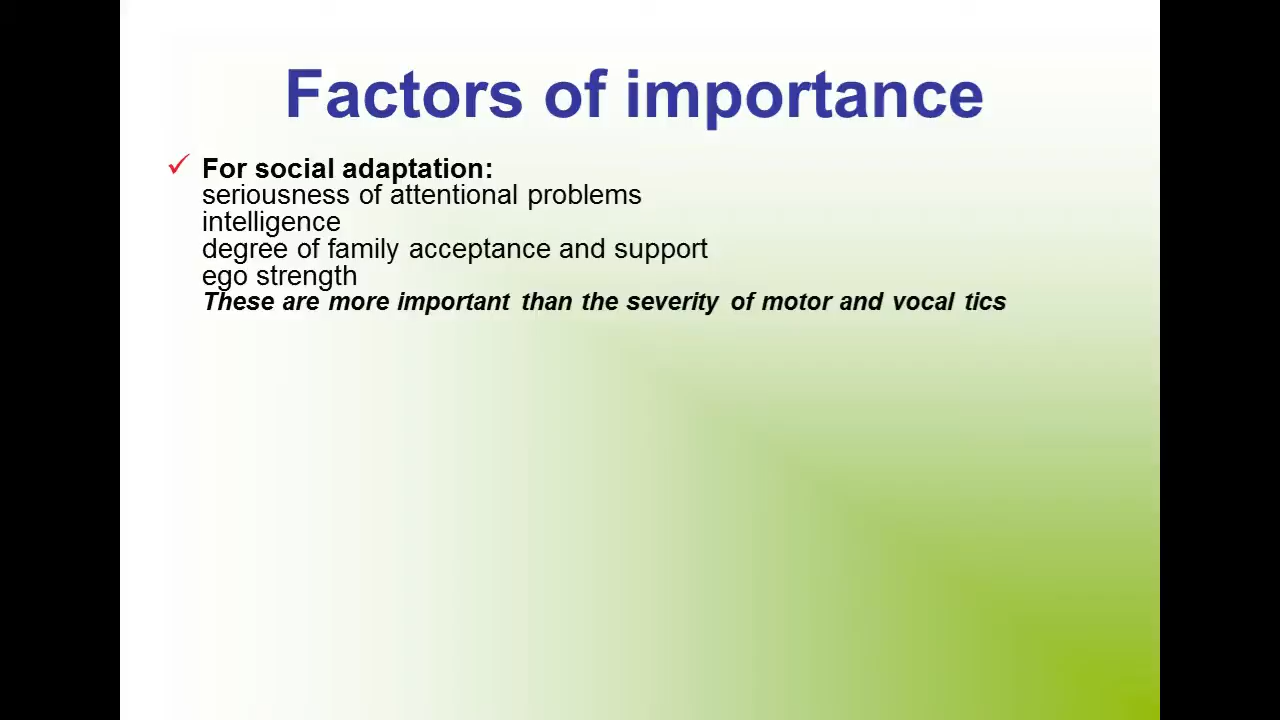 Factors of importance
✓ For social adaptation:
seriousness of attentional problems
intelligence
degree of family acceptance and support
ego strength
These are more important than the severity of motor and vocal tics